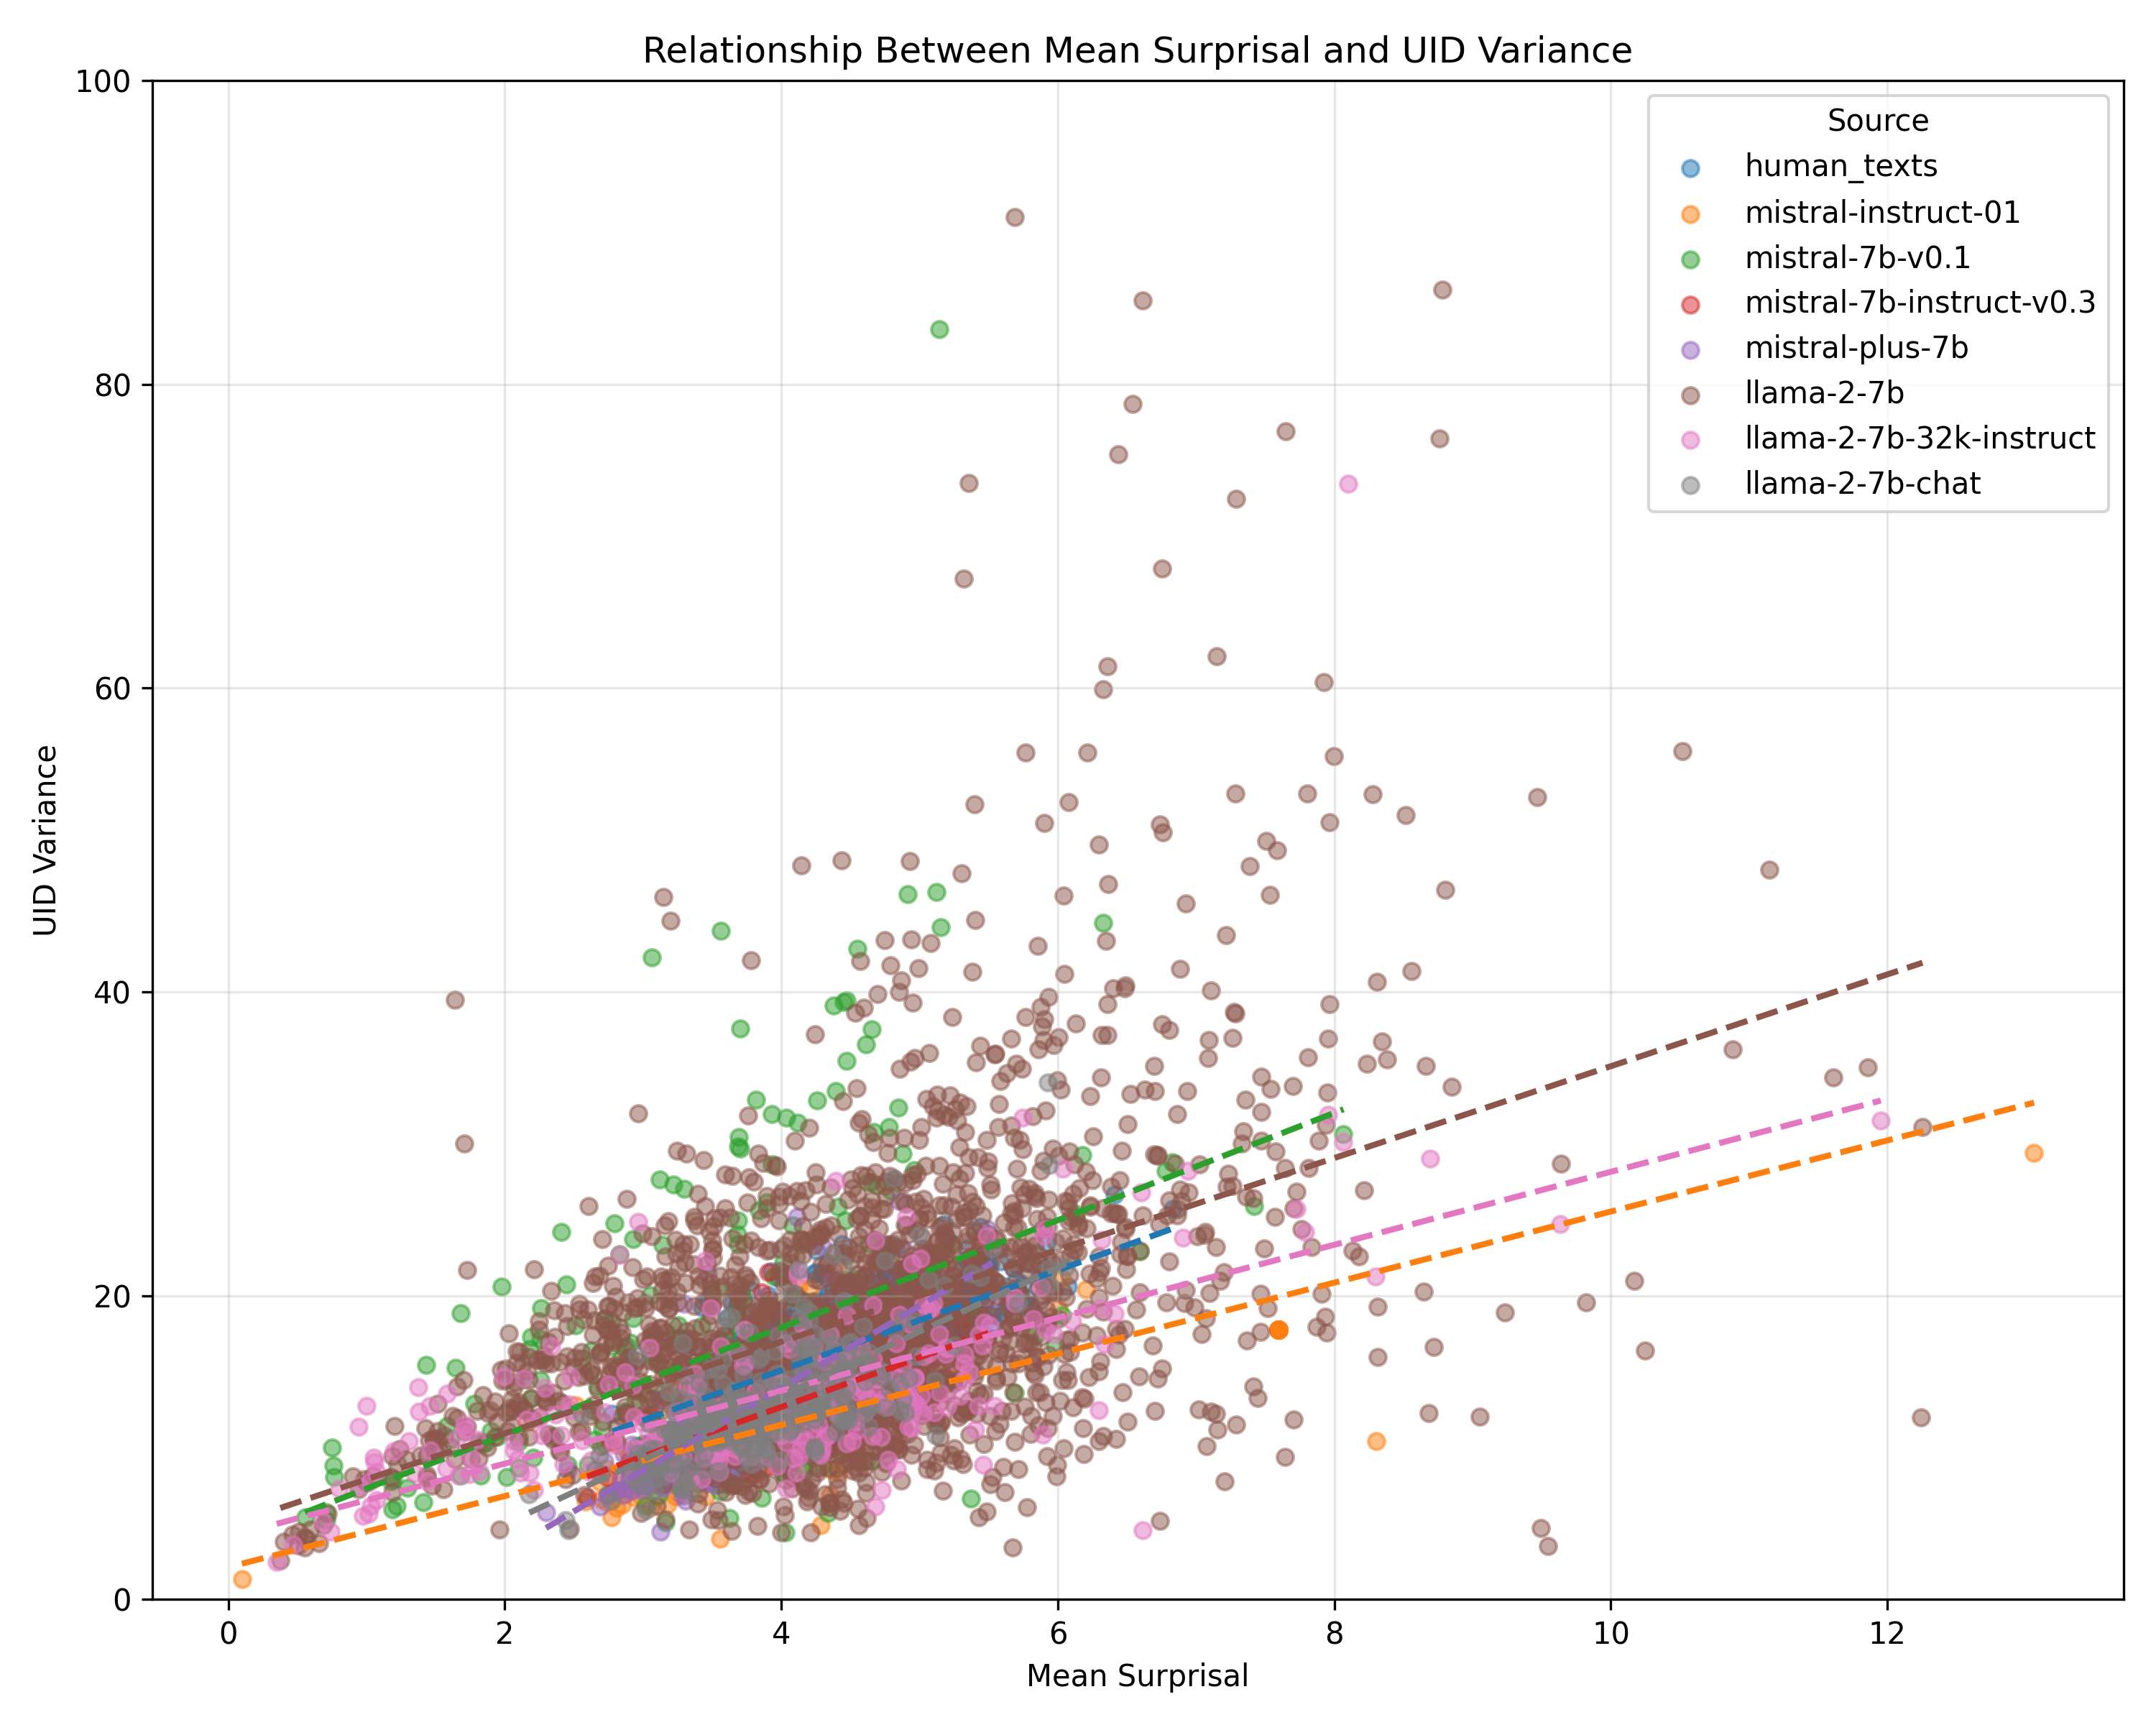 Relationship Between Mean Surprisal and UID Variance
100
80
60
40
20
0
UID Variance
Source
human_texts
mistral-instruct-01
mistral-7b-v0.1
mistral-7b-instruct-v0.3
mistral-plus-7b
llama-2-7b
llama-2-7b-32k-instruct
llama-2-7b-chat
0 2 4 6 8 10 12
Mean Surprisal